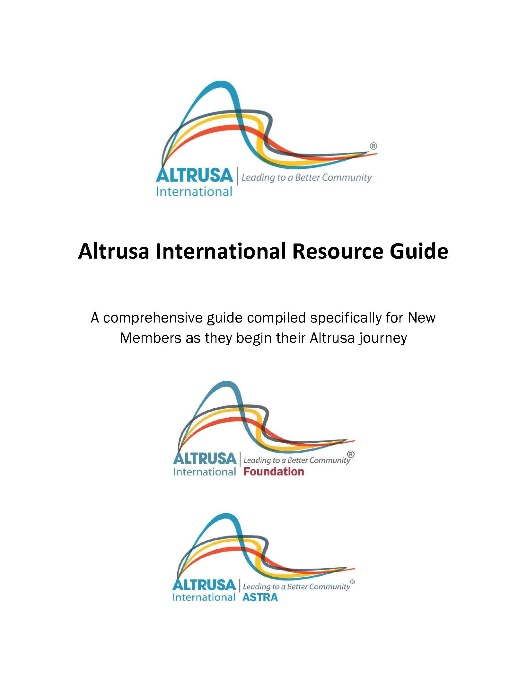 ®
ALTRUSA | Leading to a Better Community
International
Altrusa International Resource Guide
A comprehensive guide compiled specifically for New
Members as they begin their Altrusa journey
ALTRUSA | Leading to a Better Community®
International Foundation
ALTRUSA | Leading to a Better Community®
International ASTRA